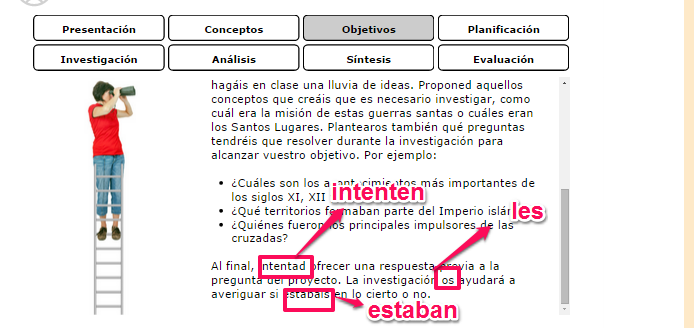 Presentación Conceptos Objetivos Planificación
Investigación Análisis Síntesis Evaluación
hagáis en clase una lluvia de ideas. Proponed aquellos
conceptos que creáis que es necesario investigar, como
cuál era la misión de estas guerras santas o cuáles eran
los Santos Lugares. Plantearos también qué preguntas
tendréis que resolver durante la investigación para
alcanzar vuestro objetivo. Por ejemplo:
¿Cuáles son los acontecimientos más importantes de
los siglos XI, XII
intenten
¿Qué territorios formaban parte del Imperio
les
¿Quiénes fueron los principales impulsores de las
cruzadas?
Al final, intentad ofrecer una respuesta previa a la
pregunta del proyecto. La investigación os ayudará a
averiguar si estabais en lo cierto o no.
estaban